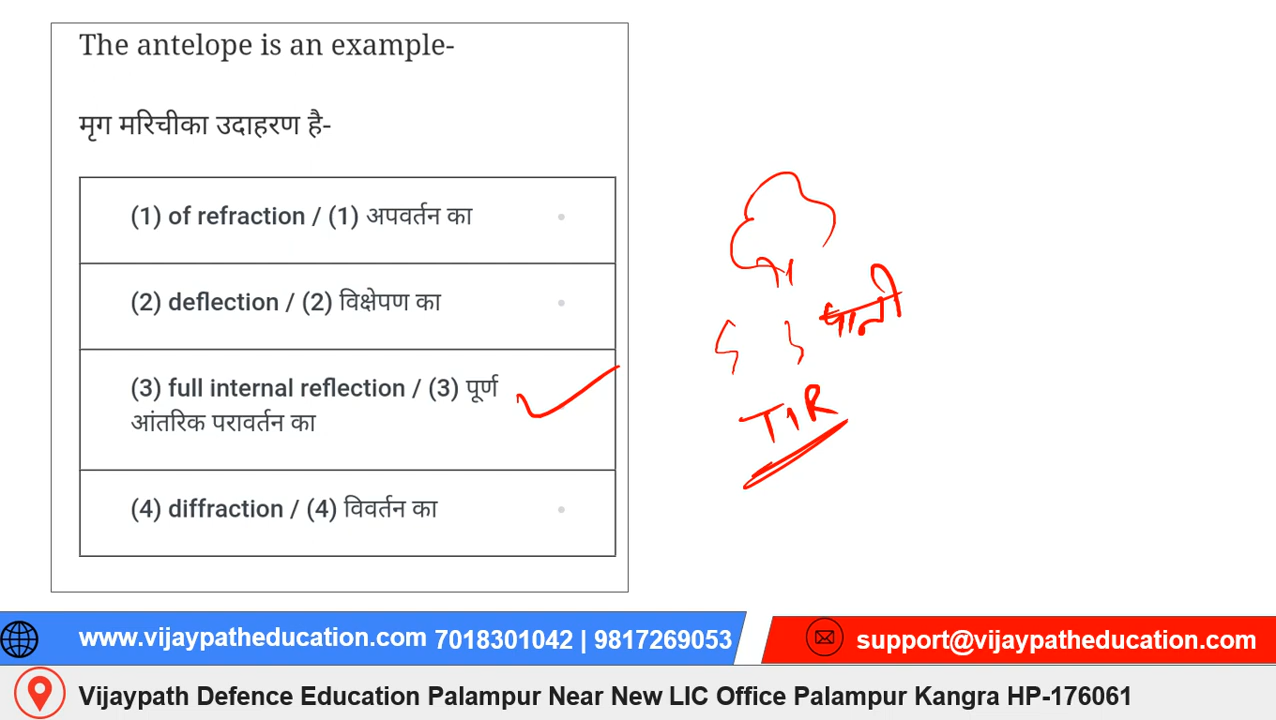 The antelope is an example-
मृग मरिचीका उदाहरण है-
(1) of refraction / (1) अपवर्तन का
(2) deflection / (2) विक्षेपण का
(3) full internal reflection / (3) पूर्ण
आंतरिक परावर्तन का
(4) diffraction / (4) विवर्तन का
पानी
TIR
www.vijaypatheducation.com 7018301042 | 9817269053
support@vijaypatheducation.com
Vijaypath Defence Education Palampur Near New LIC Office Palampur Kangra HP-176061